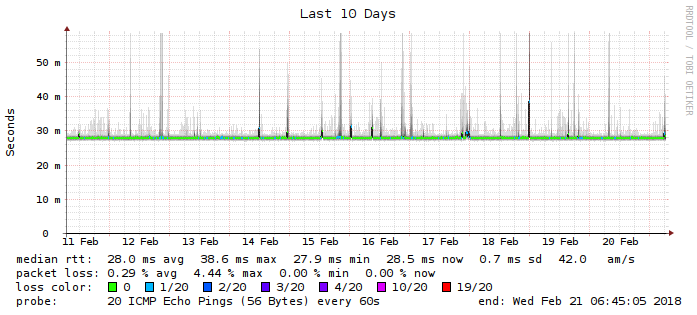 Last 10 Days
RRDTOOL / TOBI OETIKER
Seconds
50 m
40 m
30 m
20 m
10 m
0
11 Feb 12 Feb 13 Feb 14 Feb 15 Feb 16 Feb 17 Feb 18 Feb 19 Feb 20 Feb
median rtt: 28.0 ms avg 38.6 ms max 27.9 ms min 28.5 ms now 0.7 ms sd 42.0 am/s
packet loss: 0.29 % avg 4.44 % max 0.00 % min 0.00 % now
loss color: 0 1/20 2/20 3/20 4/20 10/20 19/20
probe: 20 ICMP Echo Pings (56 Bytes) every 60s end: Wed Feb 21 06:45:05 2018